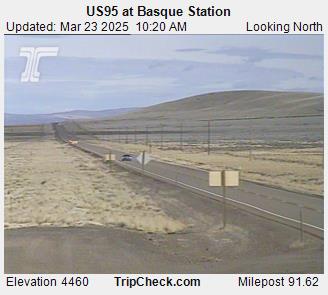 US95 at Basque Station
Updated: Mar 23 2025 10:20 AM Looking North
Elevation 4460 TripCheck.com Milepost 91.62